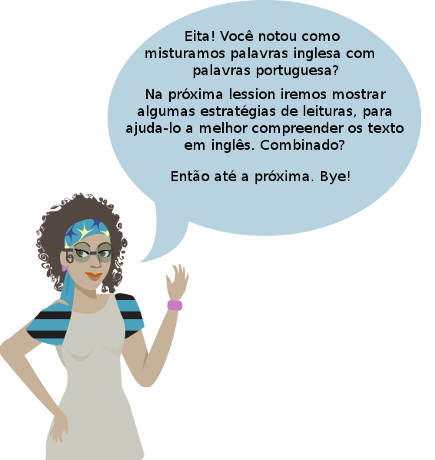 Eita! Você notou como
misturamos palavras inglesa com
palavras portuguesa?
Na próxima lession iremos mostrar
algumas estratégias de leituras, para
ajuda-lo a melhor compreender os texto
em inglês. Combinado?
Então até a próxima. Bye!